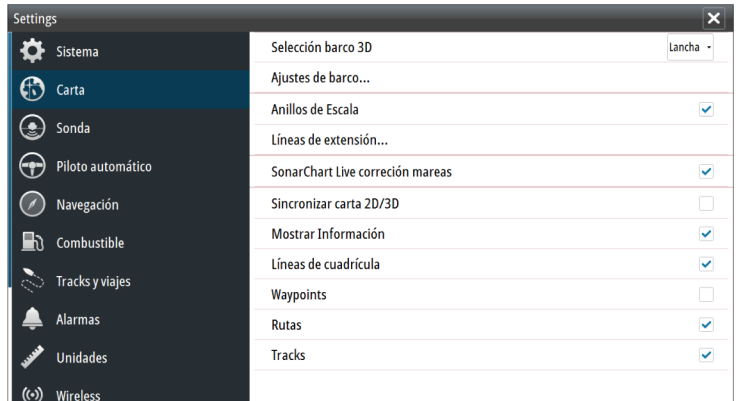 Settings
Sistema
Carta
Sonda
Piloto automático
Navegación
Combustible
Tracks y viajes
Alarmas
Unidades
Wireless
Selección barco 3D Lancha
Ajustes de barco...
Anillos de Escala
Líneas de extensión...
SonarChart Live correción mareas
Sincronizar carta 2D/3D
Mostrar Información
Líneas de cuadrícula
Waypoints
Rutas
Tracks